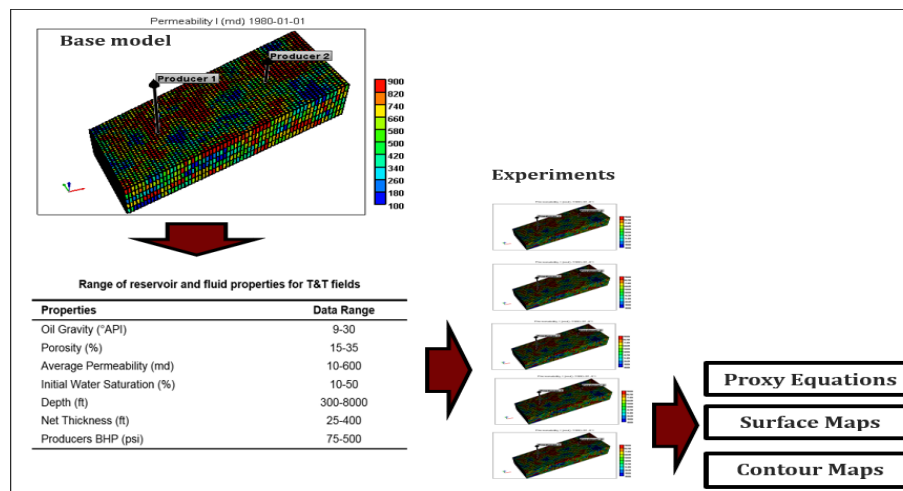 Permeability I (md) 1980-01-01
Base model
Producer 2
Producer 1
900
820
740
660
580
500
420
340
260
180
100
Range of reservoir and fluid properties for T&T fields
Properties Data Range
Oil Gravity (°API) 9-30
Porosity (%) 15-35
Average Permeability (md) 10-600
Initial Water Saturation (%) 10-50
Depth (ft) 300-8000
Net Thickness (ft) 25-400
Producers BHP (psi) 75-500
Experiments
Proxy Equations
Surface Maps
Contour Maps